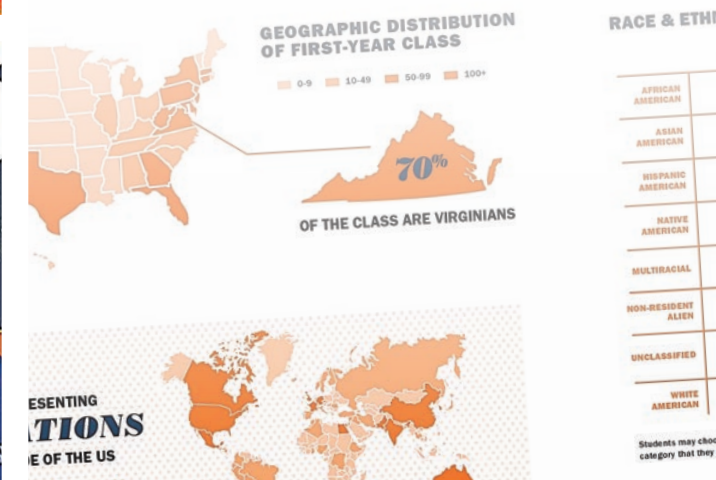 GEOGRAPHIC DISTRIBUTION
OF FIRST-YEAR CLASS
0-9 10-49 50-99 100+
70%
OF THE CLASS ARE VIRGINIANS
ESENTING
ATIONS
OF THE US
RACE & ETH
AFRICAN
AMERICAN
ASIAN
AMERICAN
HISPANIC
AMERICAN
NATIVE
AMERICAN
MULTIRACIAL
NON-RESIDENT
ALIEN
UNCLASSIFIED
WHITE
AMERICAN
Students may choo
category that they